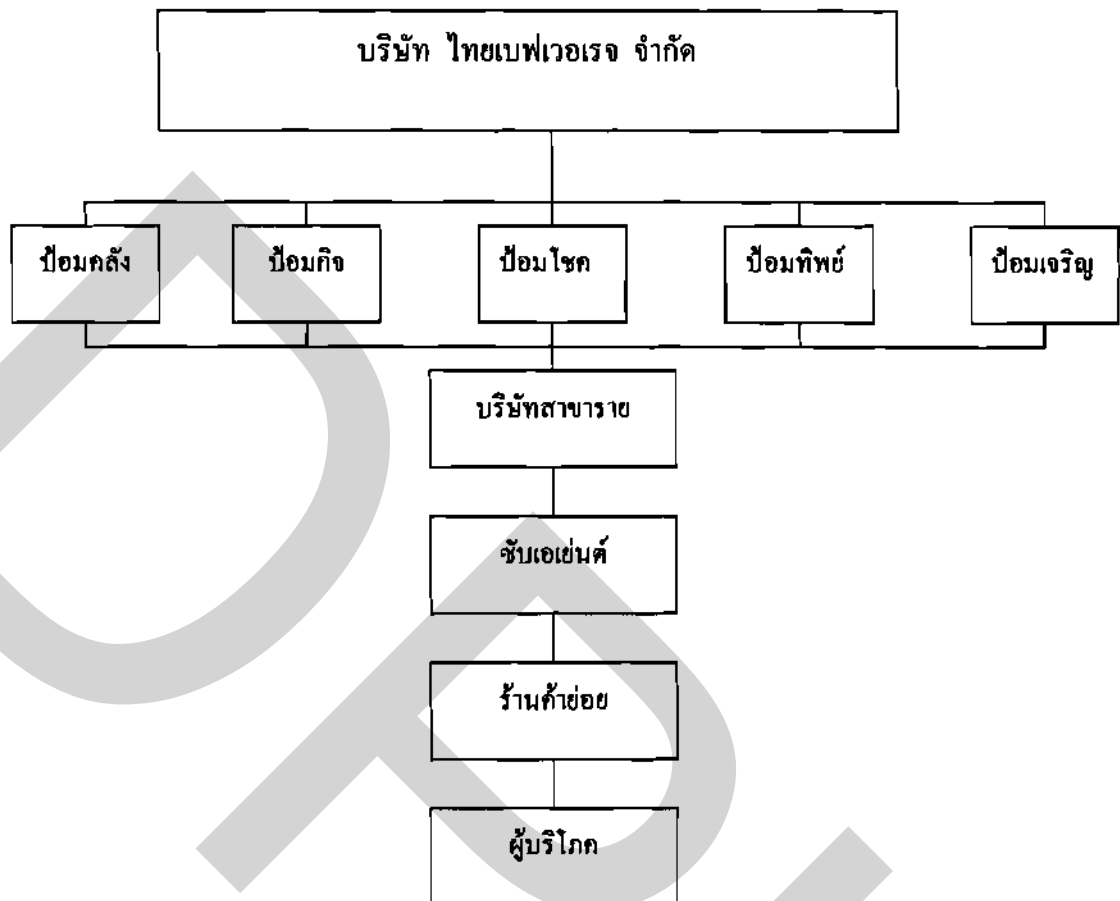 บริษัท ไทยเบฟเวอเรจ จำกัด
ป้อมคลัง ป้อมกิจ ป้อมโชค ป้อมทิพย์ ป้อมเจริญ
บริษัทสาขาราย
ซับเอเย่นต์
ร้านค้าย่อย
ผู้บริโภค